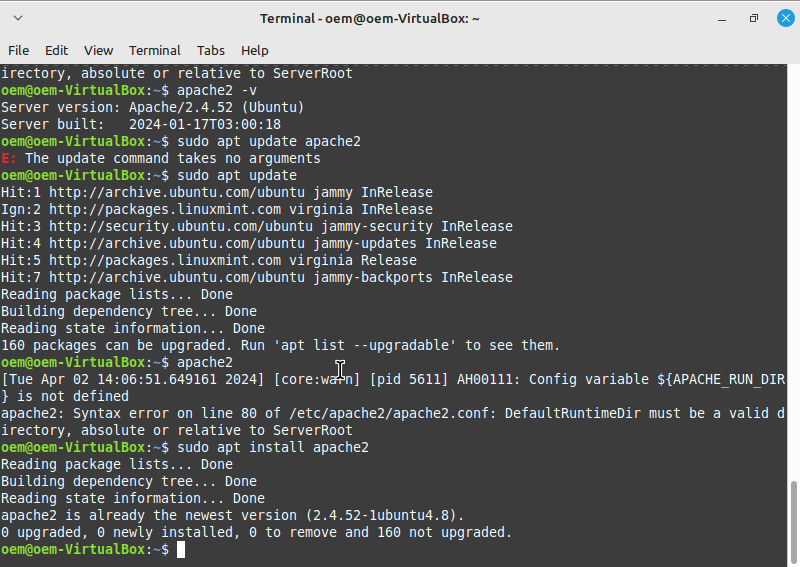 Terminal - oem@oem-VirtualBox: ~
File Edit View Terminal Tabs Help
irectory, absolute or relative to ServerRoot
oem@oem-VirtualBox:~$ apache2 -v
Server version: Apache/2.4.52 (Ubuntu)
Server built:   2024-01-17T03:00:18
oem@oem-VirtualBox:~$ sudo apt update apache2
E: The update command takes no arguments
oem@oem-VirtualBox:~$ sudo apt update
Hit:1 http://archive.ubuntu.com/ubuntu jammy InRelease
Ign:2 http://packages.linuxmint.com virginia InRelease
Hit:3 http://security.ubuntu.com/ubuntu jammy-security InRelease
Hit:4 http://archive.ubuntu.com/ubuntu jammy-updates InRelease
Hit:5 http://packages.linuxmint.com virginia Release
Hit:7 http://archive.ubuntu.com/ubuntu jammy-backports InRelease
Reading package lists... Done
Building dependency tree... Done
Reading state information... Done
160 packages can be upgraded. Run 'apt list --upgradable' to see them.
oem@oem-VirtualBox:~$ apache2
[Tue Apr 02 14:06:51.649161 2024] [core:warn] [pid 5611] AH00111: Config variable ${APACHE_RUN_DIR
} is not defined
apache2: Syntax error on line 80 of /etc/apache2/apache2.conf: DefaultRuntimeDir must be a valid d
irectory, absolute or relative to ServerRoot
oem@oem-VirtualBox:~$ sudo apt install apache2
Reading package lists... Done
Building dependency tree... Done
Reading state information... Done
apache2 is already the newest version (2.4.52-1ubuntu4.8).
0 upgraded, 0 newly installed, 0 to remove and 160 not upgraded.
oem@oem-VirtualBox:~$